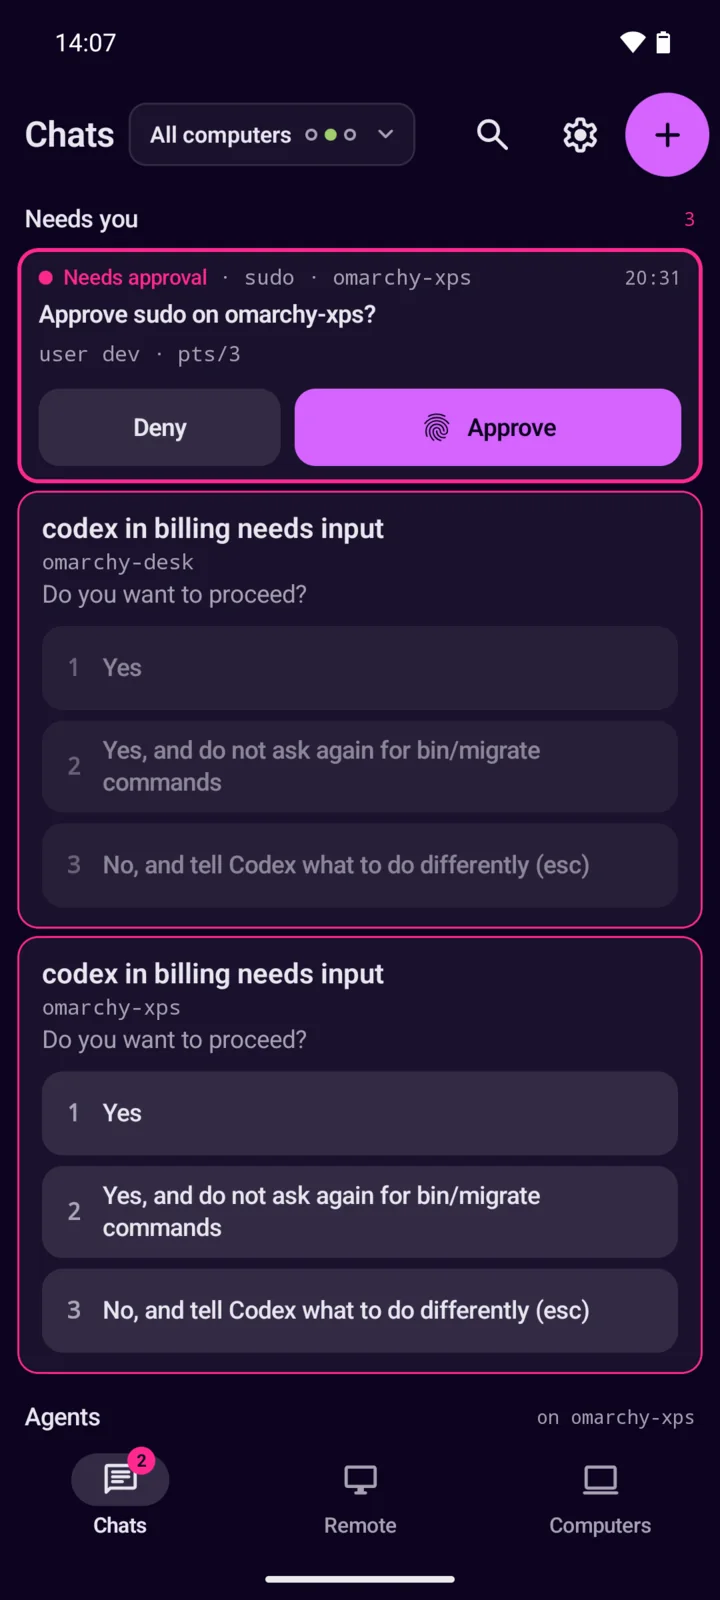 14:07
Chats
All computers
Needs you
3
Needs approval · sudo · omarchy-xps
20:31
Approve sudo on omarchy-xps?
user dev · pts/3
Deny
Approve
codex in billing needs input
omarchy-desk
Do you want to proceed?
1 Yes
2 Yes, and do not ask again for bin/migrate
commands
3 No, and tell Codex what to do differently (esc)
codex in billing needs input
omarchy-xps
Do you want to proceed?
1 Yes
2 Yes, and do not ask again for bin/migrate
commands
3 No, and tell Codex what to do differently (esc)
Agents
on omarchy-xps
2
Chats
Remote
Computers